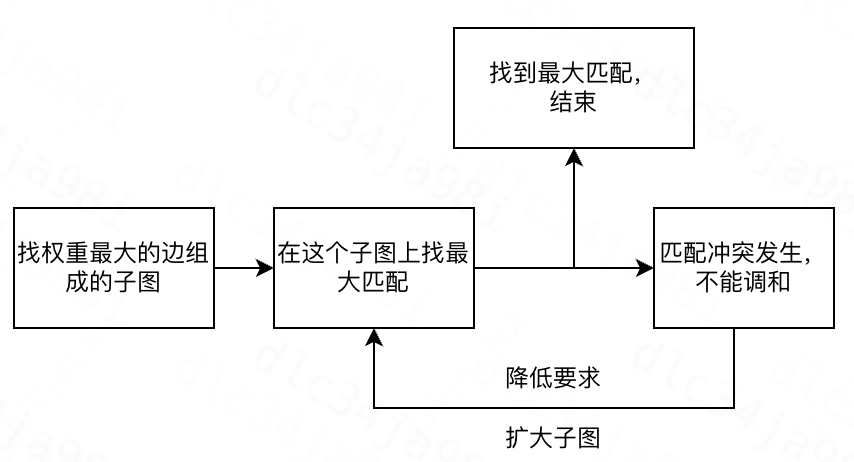 找到最大匹配，
结束
找权重最大的边组
成的子图
在这个子图上找最
大匹配
匹配冲突发生，
不能调和
降低要求
扩大子图